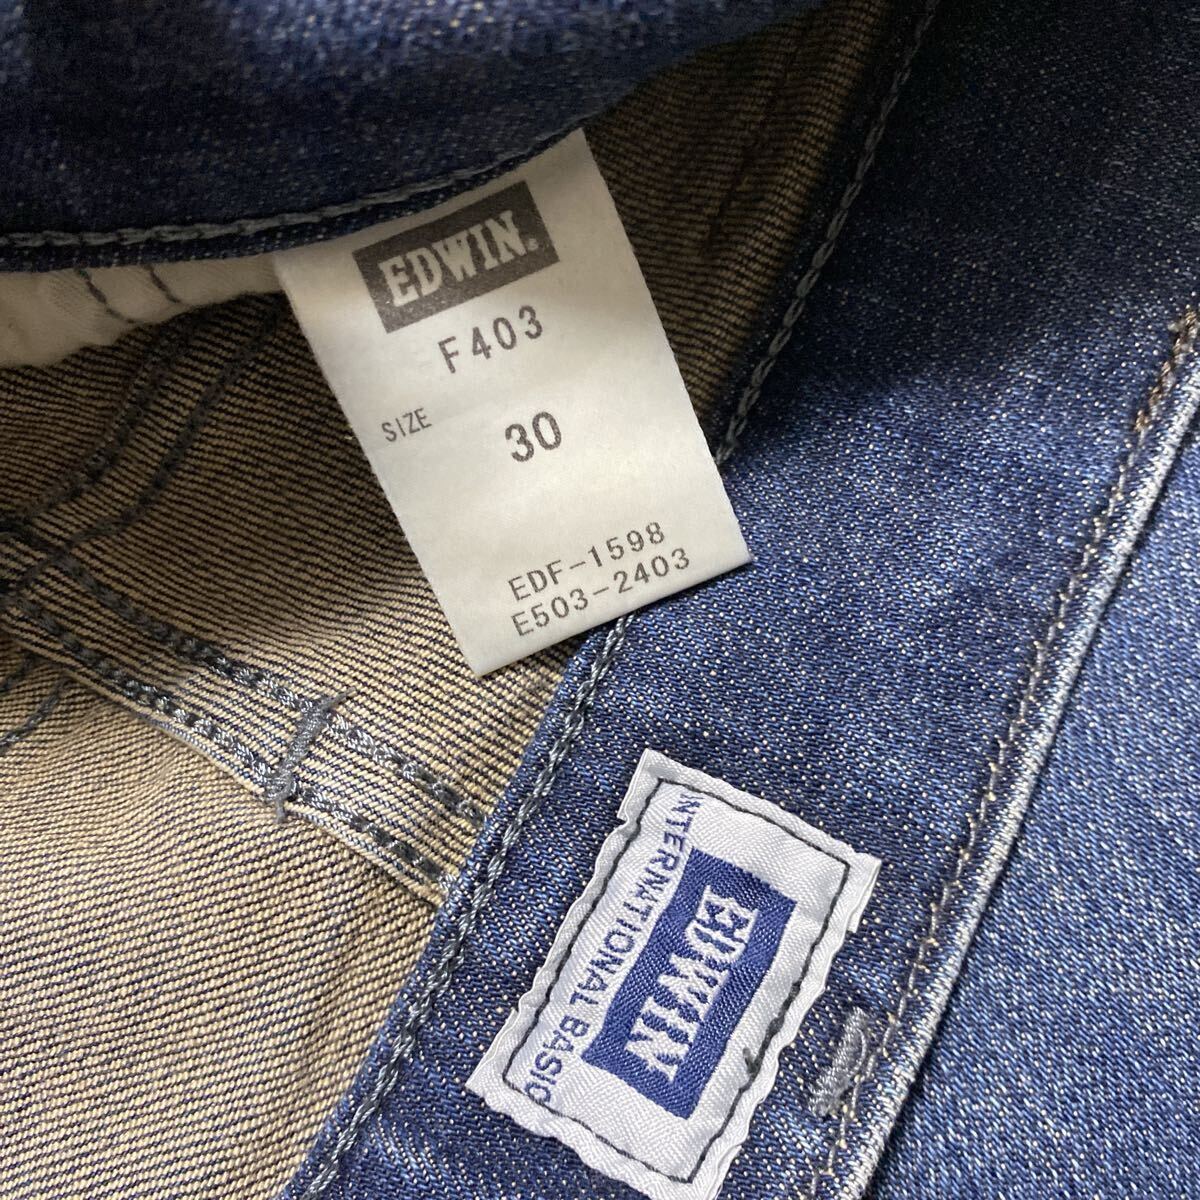 EDWIN®
F403
SIZE 30
EDF-1598
E503-2403
EDWIN
INTERNATIONAL BASIC